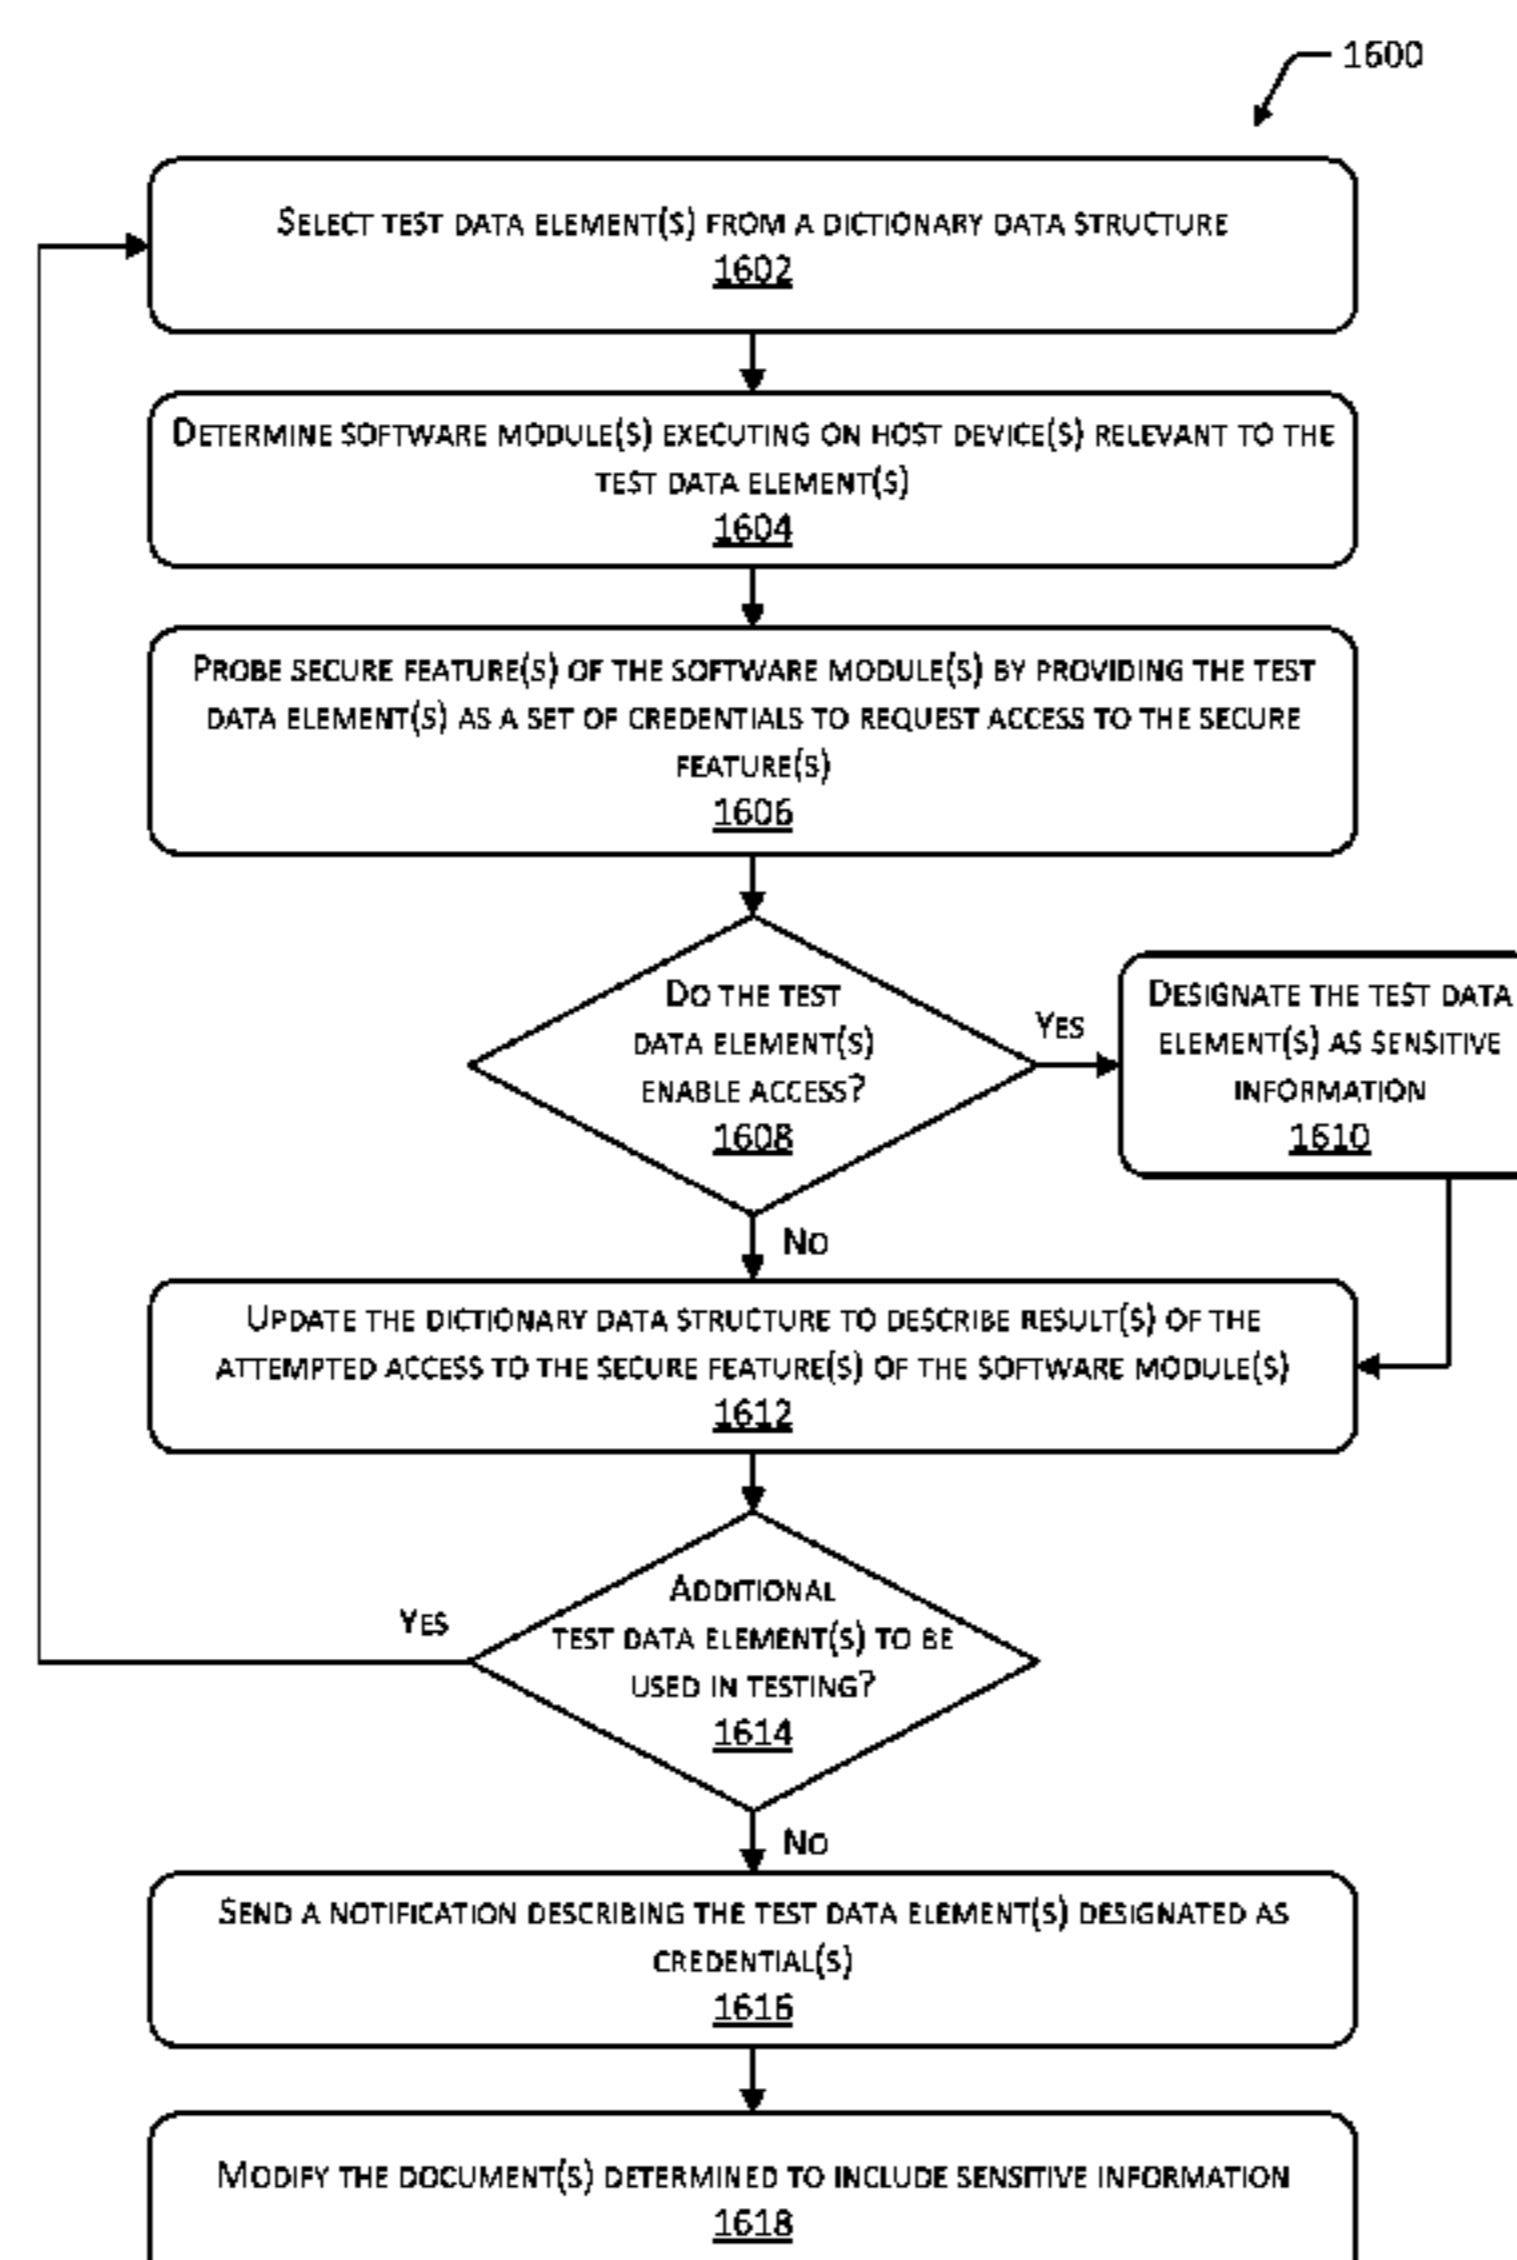 1600
Select test data element(s) from a dictionary data structure
1602
Determine software module(s) executing on host device(s) relevant to the
test data element(s)
1604
Probe secure feature(s) of the software module(s) by providing the test
data element(s) as a set of credentials to request access to the secure
feature(s)
1606
Do the test
data element(s)
enable access?
1608
Yes
Designate the test data
element(s) as sensitive
information
1610
No
Update the dictionary data structure to describe result(s) of the
attempted access to the secure feature(s) of the software module(s)
1612
Additional
test data element(s) to be
used in testing?
1614
Yes
No
Send a notification describing the test data element(s) designated as
credential(s)
1616
Modify the document(s) determined to include sensitive information
1618